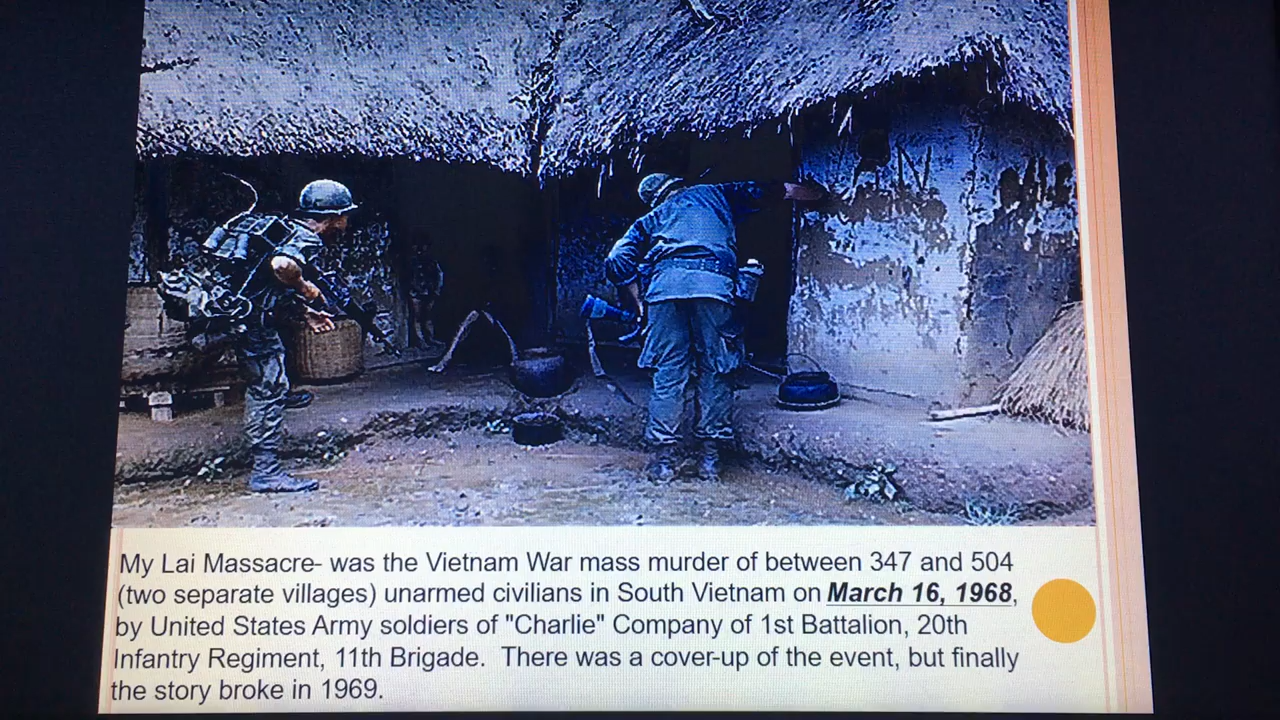 My Lai Massacre- was the Vietnam War mass murder of between 347 and 504
(two separate villages) unarmed civilians in South Vietnam on March 16, 1968,
by United States Army soldiers of "Charlie" Company of 1st Battalion, 20th
Infantry Regiment, 11th Brigade.  There was a cover-up of the event, but finally
the story broke in 1969.